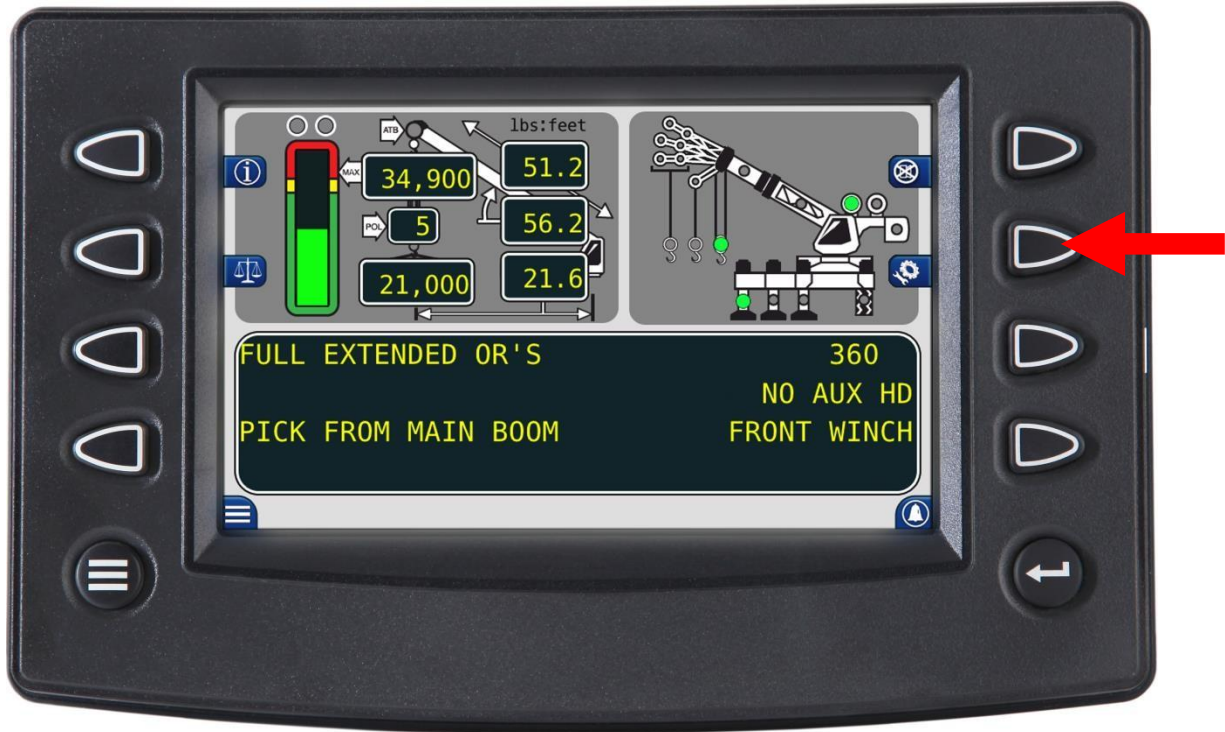 ATB
lbs:feet
MAX
34,900
51.2
POL
5
56.2
21,000
21.6
FULL EXTENDED OR'S 360
NO AUX HD
PICK FROM MAIN BOOM FRONT WINCH